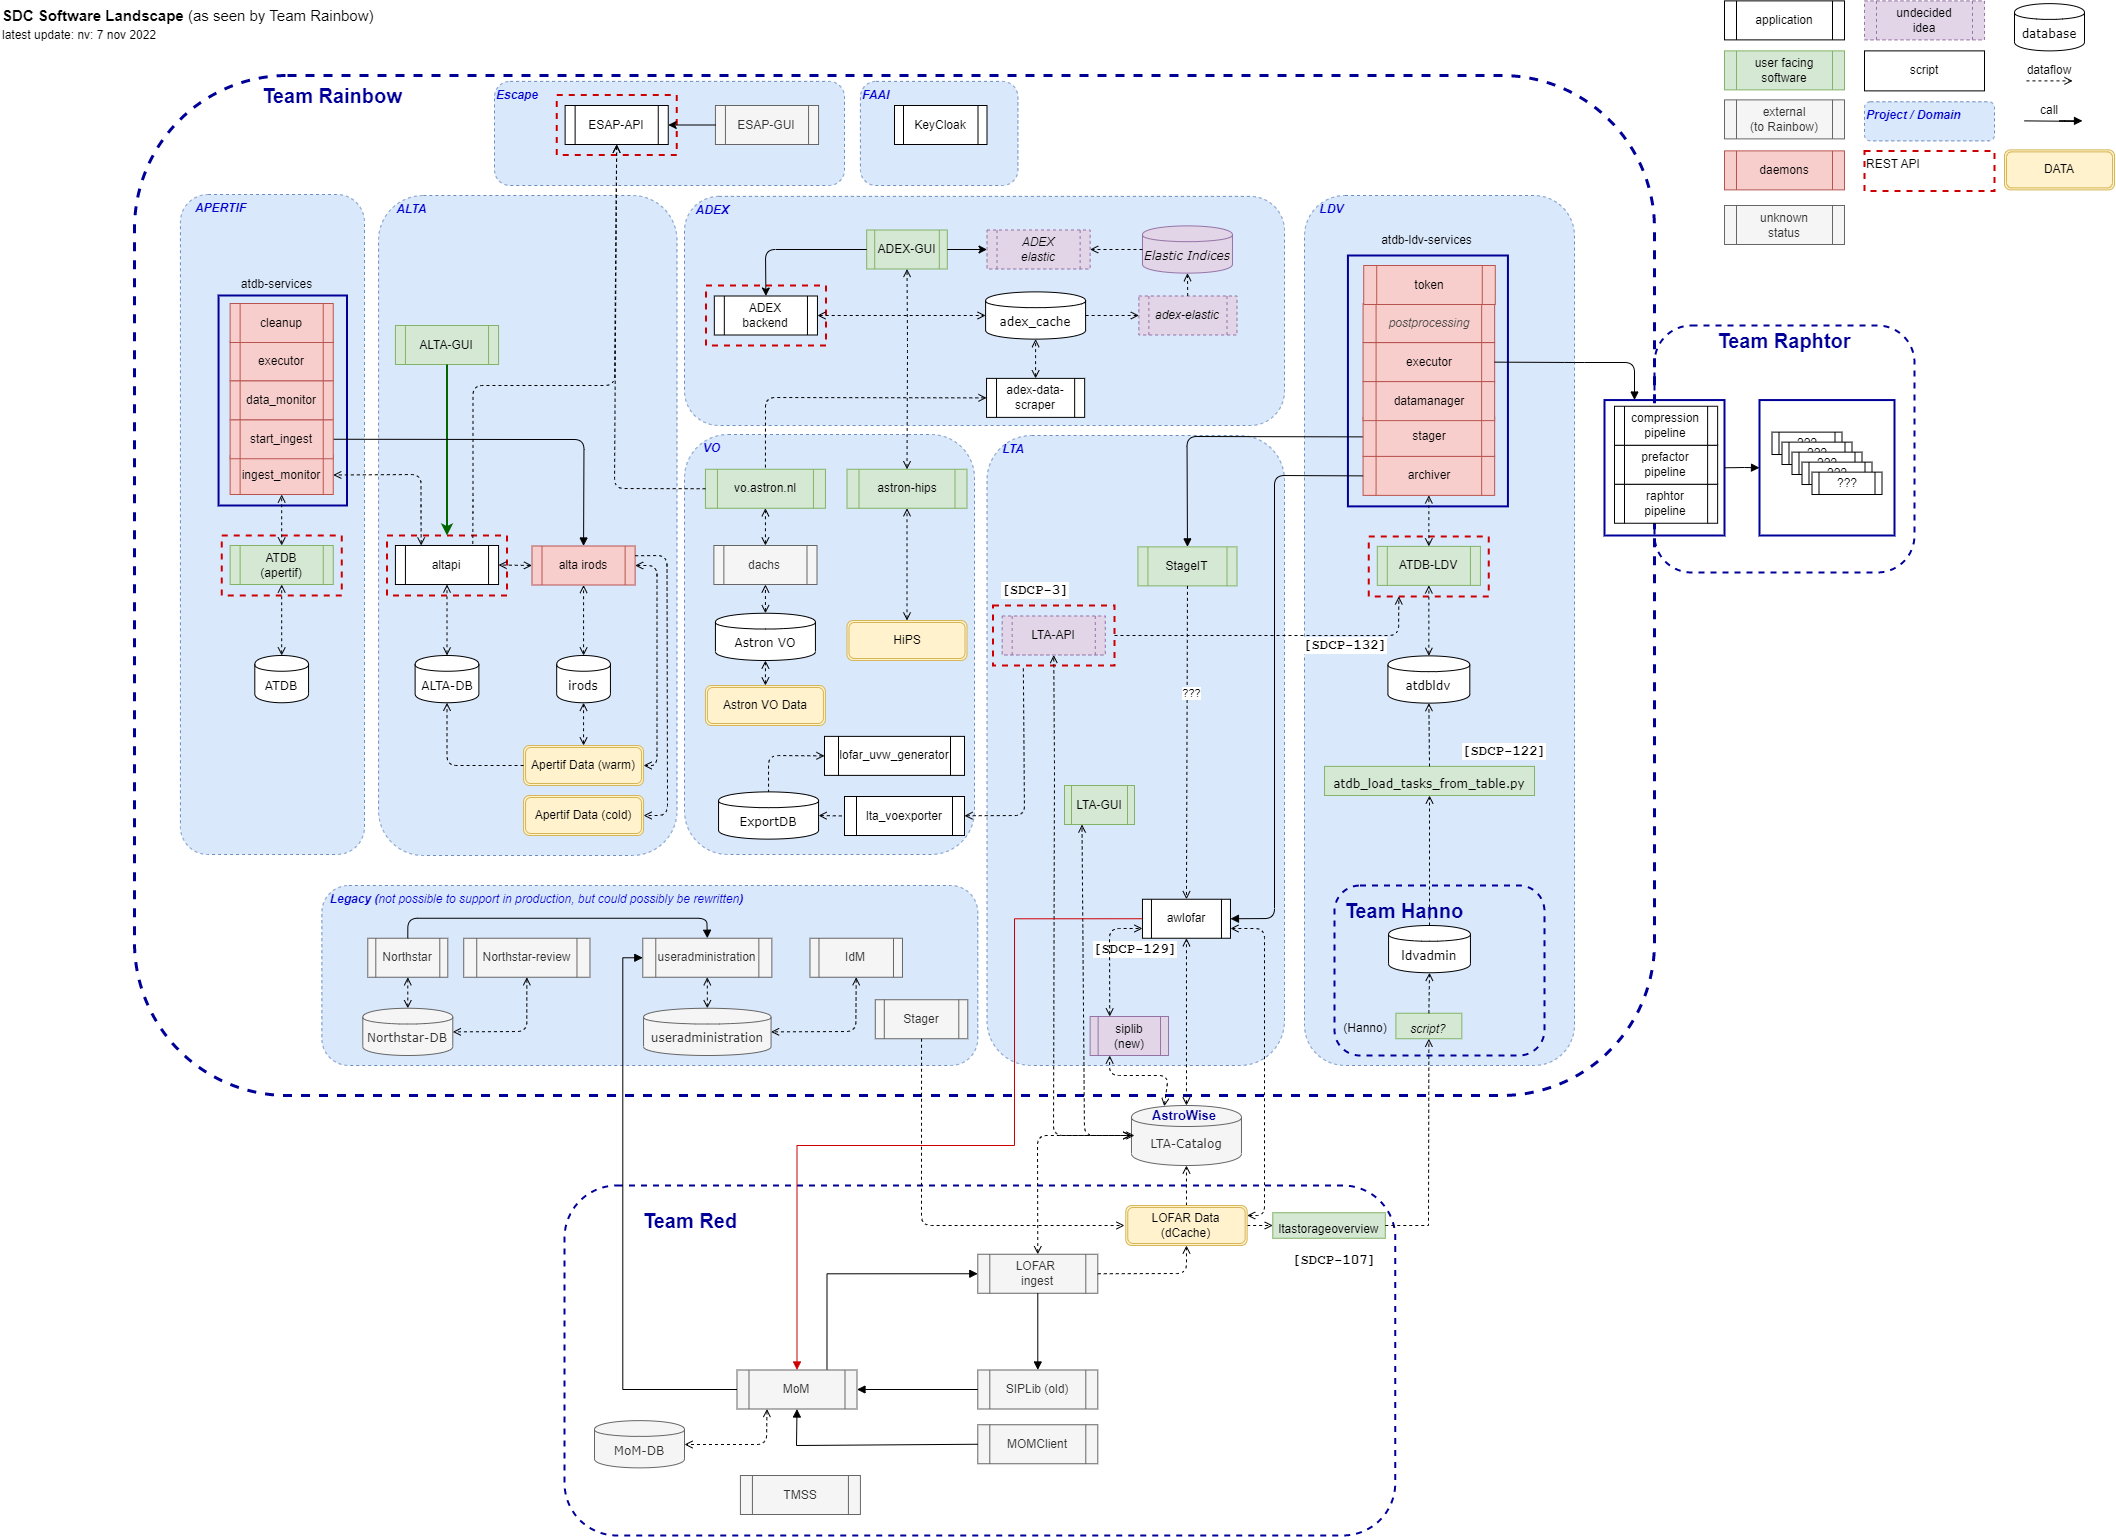 SDC Software Landscape (as seen by Team Rainbow)
latest update: nv: 7 nov 2022
application
undecided
idea
database
user facing
software
script
dataflow
external
(to Rainbow)
Project / Domain
call
daemons
REST API
DATA
unknown
status
Team Rainbow
Escape
ESAP-API
ESAP-GUI
FAAI
KeyCloak
APERTIF
atdb-services
cleanup
executor
data_monitor
start_ingest
ingest_monitor
ATDB
(apertif)
ATDB
ALTA
ALTA-GUI
altapi
alta irods
ALTA-DB
irods
Apertif Data (warm)
Apertif Data (cold)
ADEX
ADEX-GUI
ADEX
elastic
Elastic Indices
ADEX
backend
adex_cache
adex-elastic
adex-data-
scraper
VO
vo.astron.nl
astron-hips
dachs
Astron VO
HiPS
Astron VO Data
lofar_uvw_generator
ExportDB
lta_voexporter
LTA
StageIT
[SDCP-3]
LTA-API
???
LTA-GUI
awlofar
[SDCP-129]
siplib
(new)
LDV
atdb-ldv-services
token
postprocessing
executor
datamanager
stager
archiver
ATDB-LDV
[SDCP-132]
atdbldv
[SDCP-122]
atdb_load_tasks_from_table.py
Team Hanno
ldvadmin
(Hanno)
script?
Team Raphtor
compression
pipeline
prefactor
pipeline
raphtor
pipeline
???
???
???
???
???
Legacy (not possible to support in production, but could possibly be rewritten)
Northstar
Northstar-review
useradministration
IdM
Northstar-DB
useradministration
Stager
AstroWise
LTA-Catalog
Team Red
LOFAR Data
(dCache)
ltastorageoverview
[SDCP-107]
LOFAR
ingest
MoM
SIPLib (old)
MoM-DB
MOMClient
TMSS